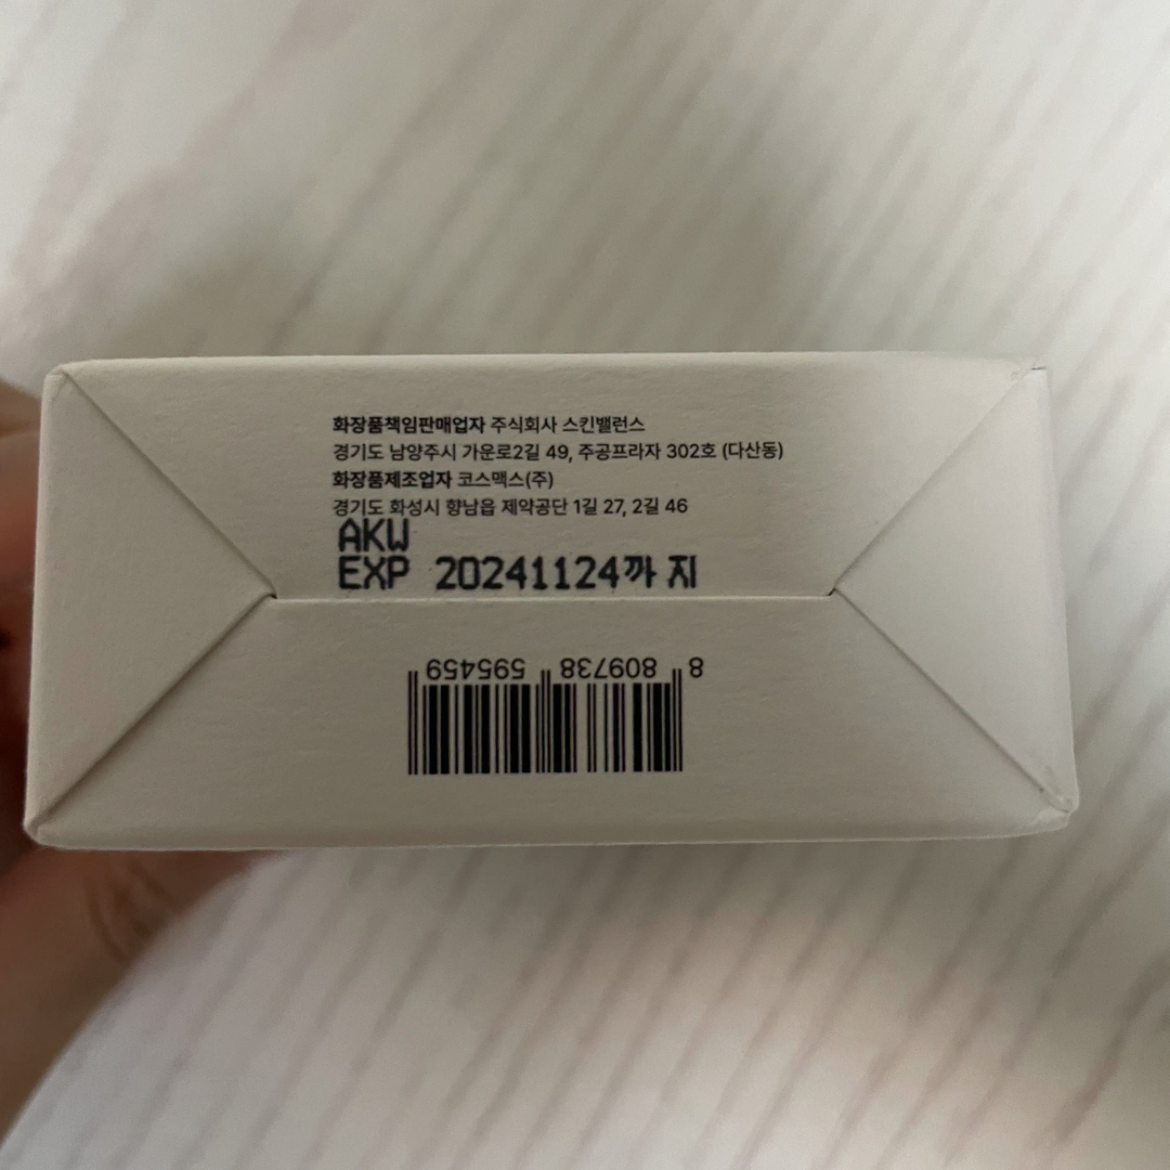 화장품책임판매업자 주식회사 스킨밸런스
경기도 남양주시 가운로2길 49, 주공프라자 302호 (다산동)
화장품제조업자 코스맥스(주)
경기도 화성시 향남읍 제약공단 1길 27, 2길 46
AKW
EXP 20241124까지
8 809738 595459